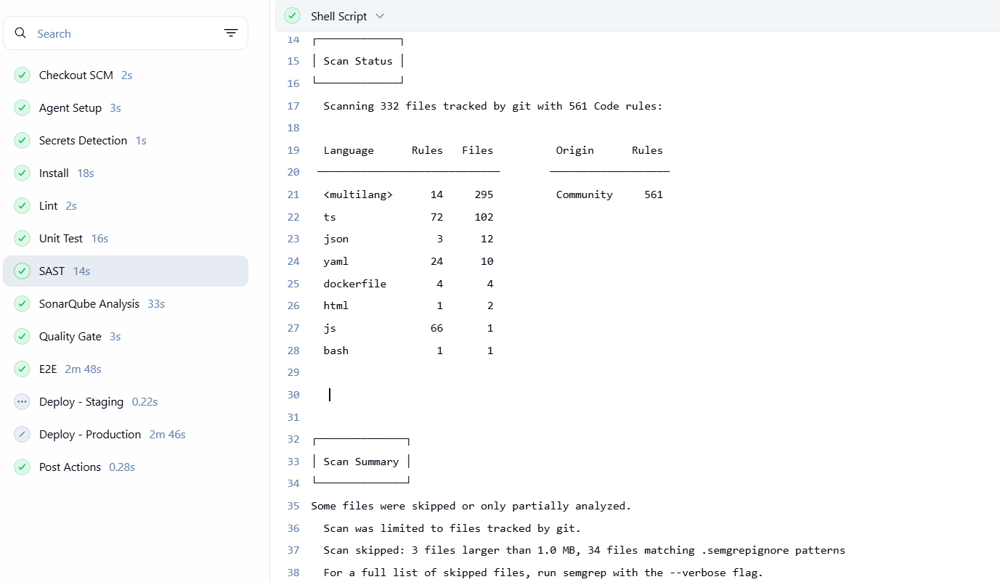 Search
Checkout SCM 2s
Agent Setup 3s
Secrets Detection 1s
Install 18s
Lint 2s
Unit Test 16s
SAST 14s
SonarQube Analysis 33s
Quality Gate 3s
E2E 2m 48s
Deploy - Staging 0.22s
Deploy - Production 2m 46s
Post Actions 0.28s
Shell Script
14
15 Scan Status
16
17 Scanning 332 files tracked by git with 561 Code rules:
18
19 Language Rules Files Origin Rules
20
21 <multilang> 14 295 Community 561
22 ts 72 102
23 json 3 12
24 yaml 24 10
25 dockerfile 4 4
26 html 1 2
27 js 66 1
28 bash 1 1
29
30
31
32
33 Scan Summary
34
35 Some files were skipped or only partially analyzed.
36 Scan was limited to files tracked by git.
37 Scan skipped: 3 files larger than 1.0 MB, 34 files matching .semgrepignore patterns
38 For a full list of skipped files, run semgrep with the --verbose flag.